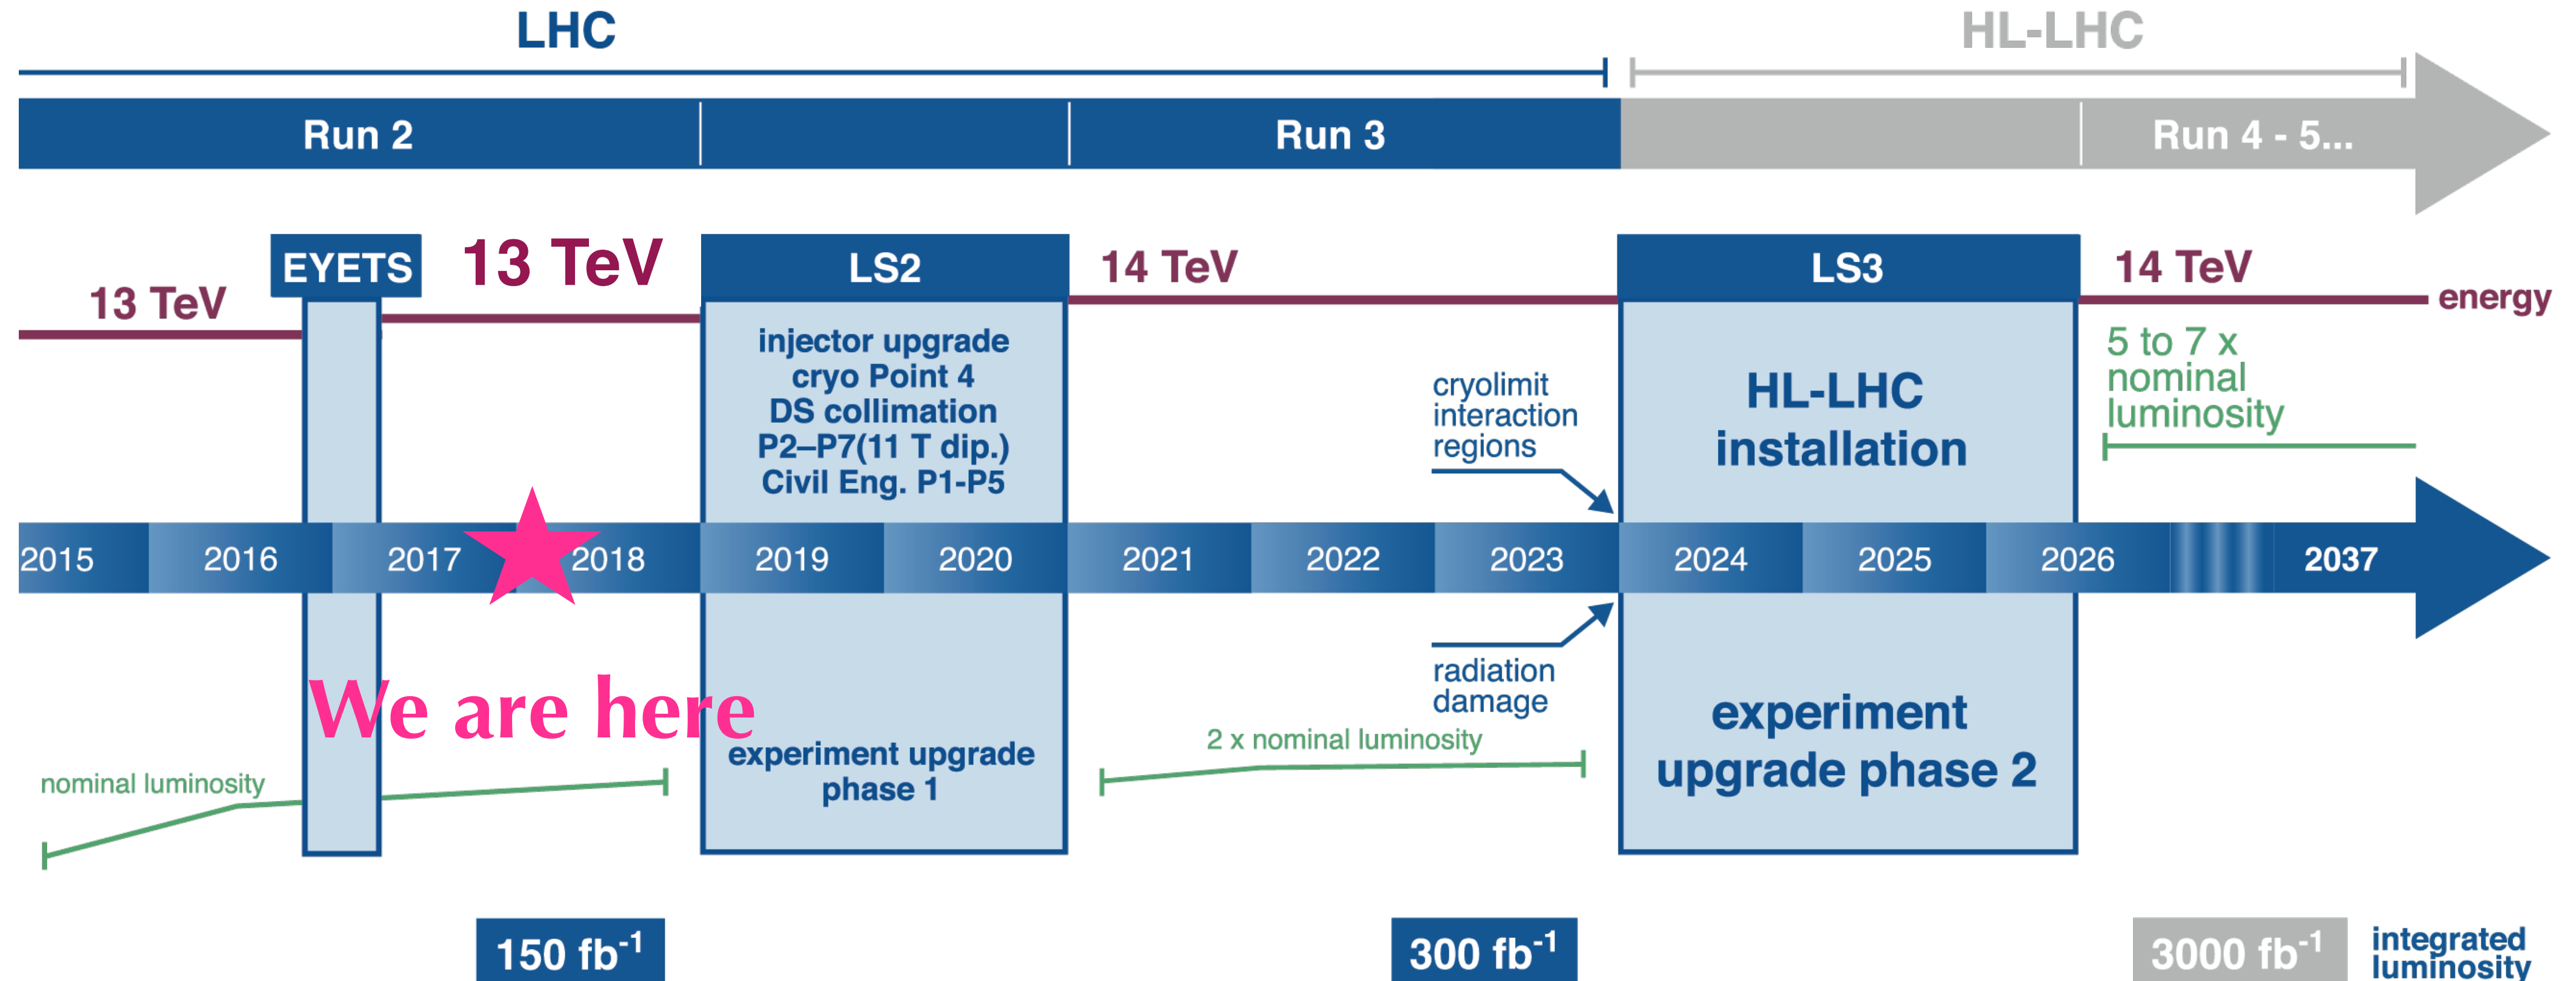 LHC
HL-LHC
Run 2
Run 3
Run 4 - 5...
EYETS
13 TeV
LS2
14 TeV
LS3
14 TeV
13 TeV
energy
injector upgrade
cryo Point 4
DS collimation
P2–P7(11 T dip.)
Civil Eng. P1-P5
cryolimit
interaction
regions
HL-LHC
installation
5 to 7 x
nominal
luminosity
2015
2016
2017
2018
2019
2020
2021
2022
2023
2024
2025
2026
2037
We are here
radiation
damage
experiment upgrade
phase 1
experiment
upgrade phase 2
nominal luminosity
2 x nominal luminosity
150 fb⁻¹
300 fb⁻¹
3000 fb⁻¹
integrated
luminosity